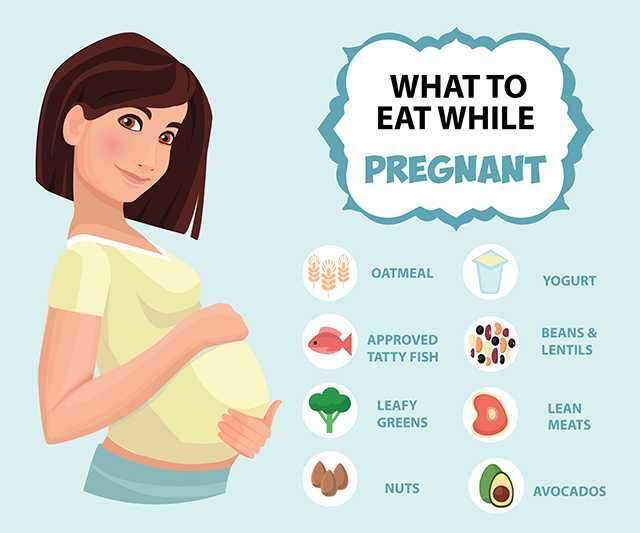 WHAT TO
EAT WHILE
PREGNANT
OATMEAL
YOGURT
APPROVED
TATTY FISH
BEANS &
LENTILS
LEAFY
GREENS
LEAN
MEATS
NUTS
AVOCADOS